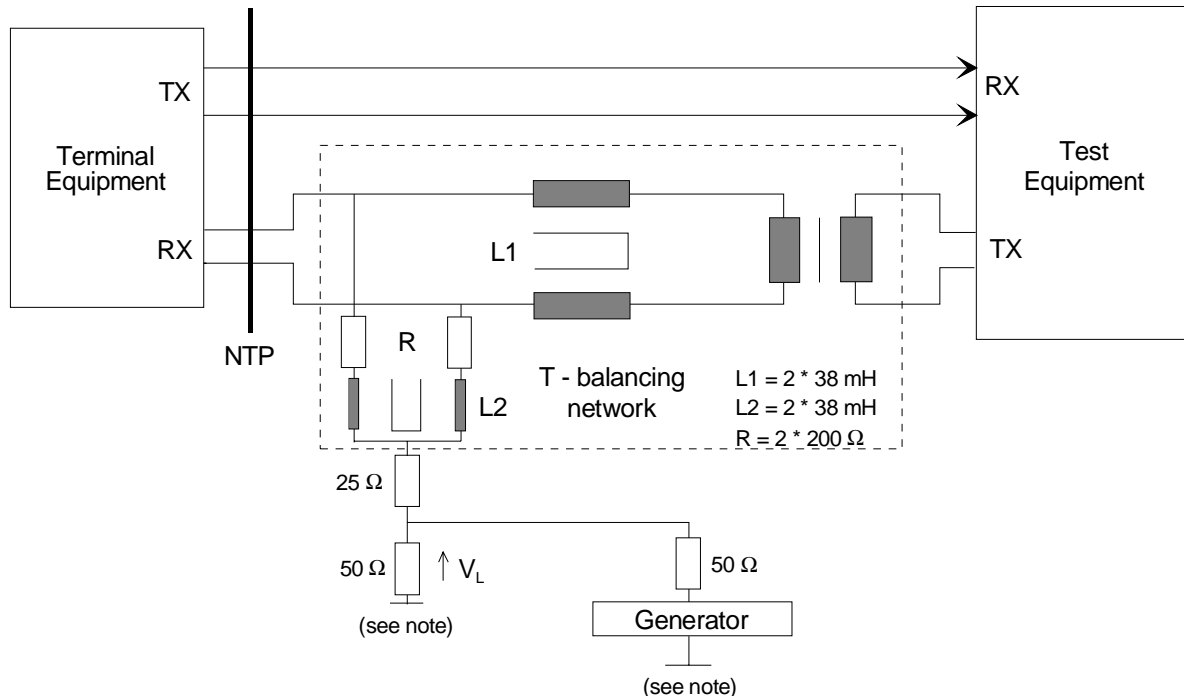 TX
RX
Terminal
Equipment
Test
Equipment
RX
L1
TX
NTP
R
L2
T - balancing
network
L1 = 2 * 38 mH
L2 = 2 * 38 mH
R = 2 * 200 Ω
25 Ω
50 Ω
V_L
50 Ω
(see note)
Generator
(see note)